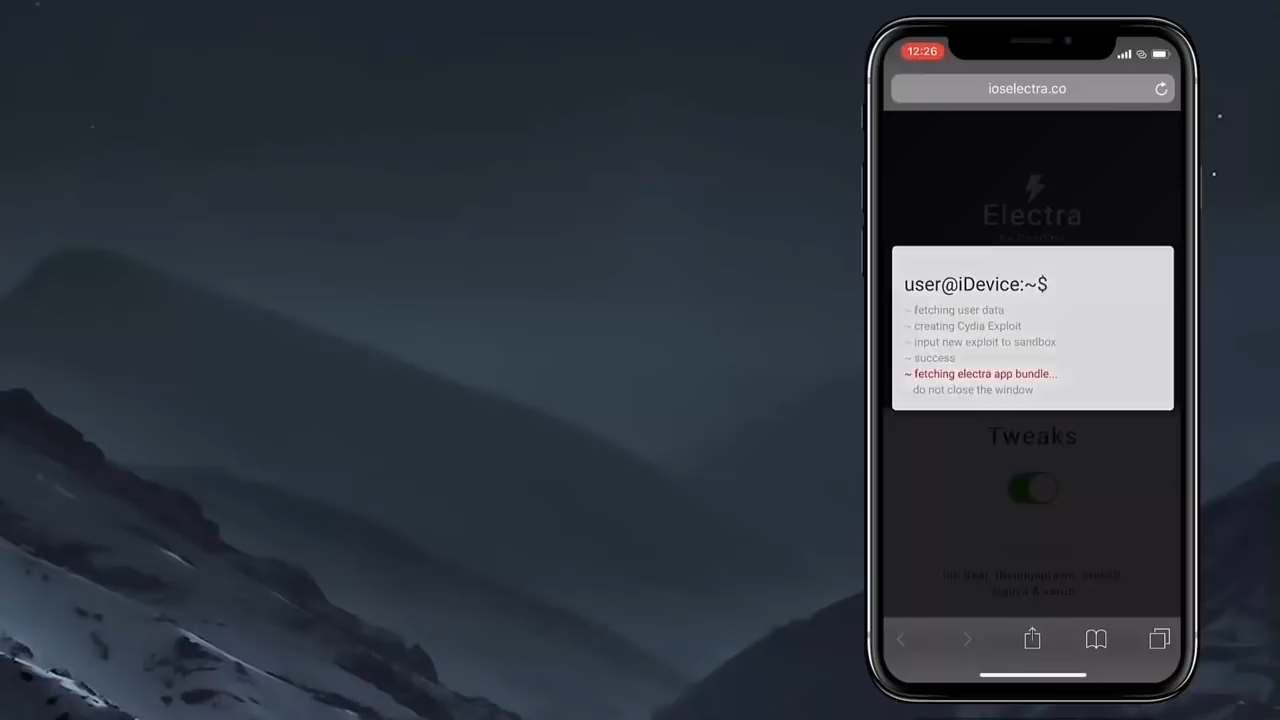 12:26
ioselectra.co
Electra
user@iDevice:~$
~ fetching user data
~ creating Cydia Exploit
~ input new exploit to sandbox
~ success
~ fetching electra app bundle...
do not close the window
Tweaks